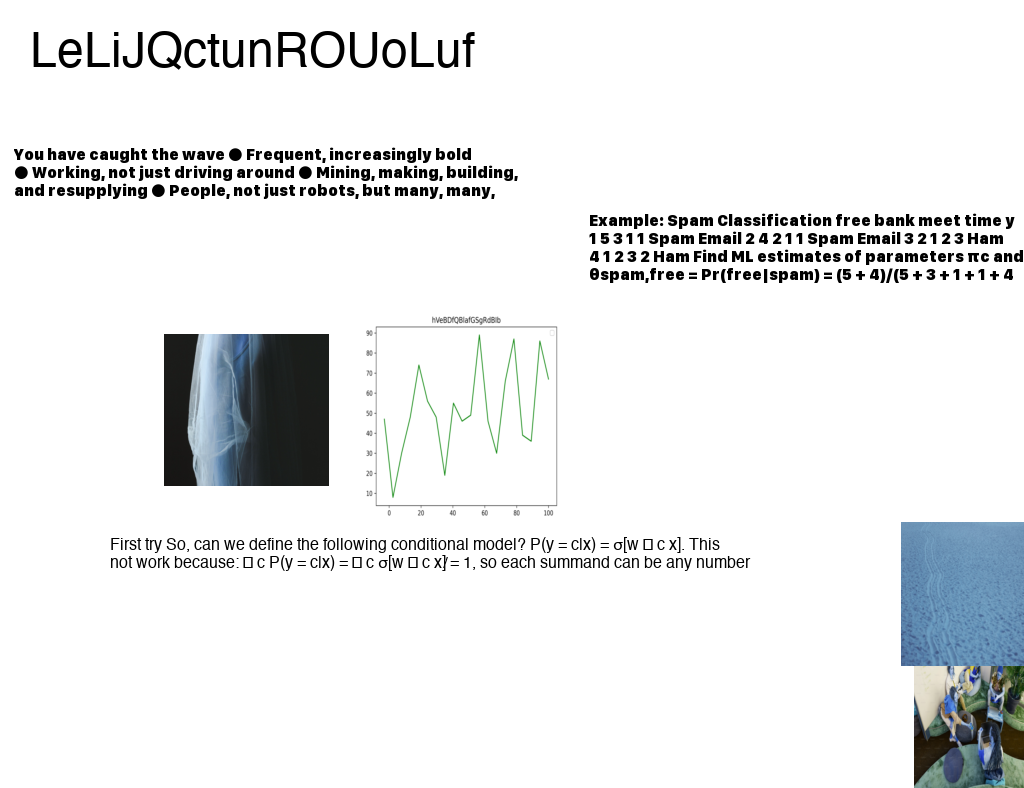 LeLiJQctunROUoLuf
You have caught the wave ● Frequent, increasingly bold
● Working, not just driving around ● Mining, making, building,
and resupplying ● People, not just robots, but many, many,
Example: Spam Classification free bank meet time y
1 5 3 1 1 Spam Email 2 4 2 1 1 Spam Email 3 2 1 2 3 Ham
4 1 2 3 2 Ham Find ML estimates of parameters πc and
θspam,free = Pr(free|spam) = (5 + 4)/(5 + 3 + 1 + 1 + 4
hVeBDfQBlafGSgRdBIb
90
80
70
60
50
40
30
20
10
0 20 40 60 80 100
First try So, can we define the following conditional model? P(y = c|x) = σ[w □ c x]. This
not work because: □ c P(y = c|x) = □ c σ[w □ c x] ̸= 1, so each summand can be any number